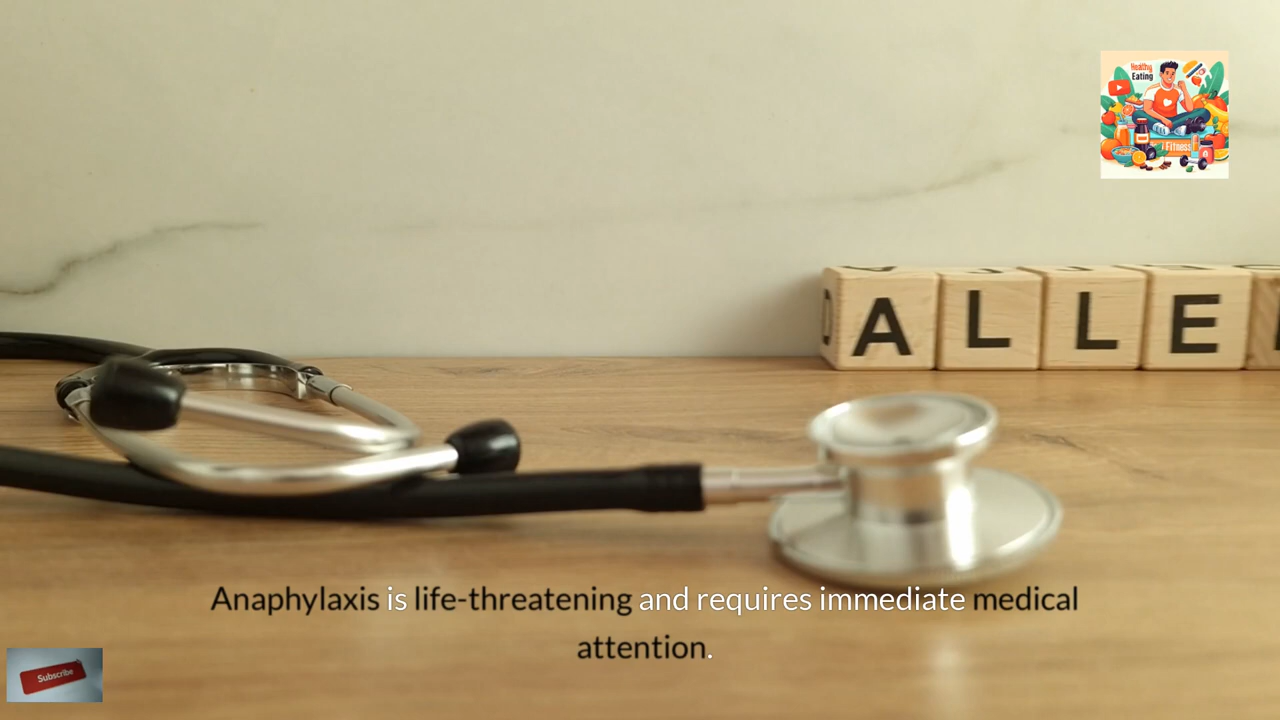 Healthy
Eating
Fitness
ALLE
Anaphylaxis is life-threatening and requires immediate medical
attention.
Subscribe